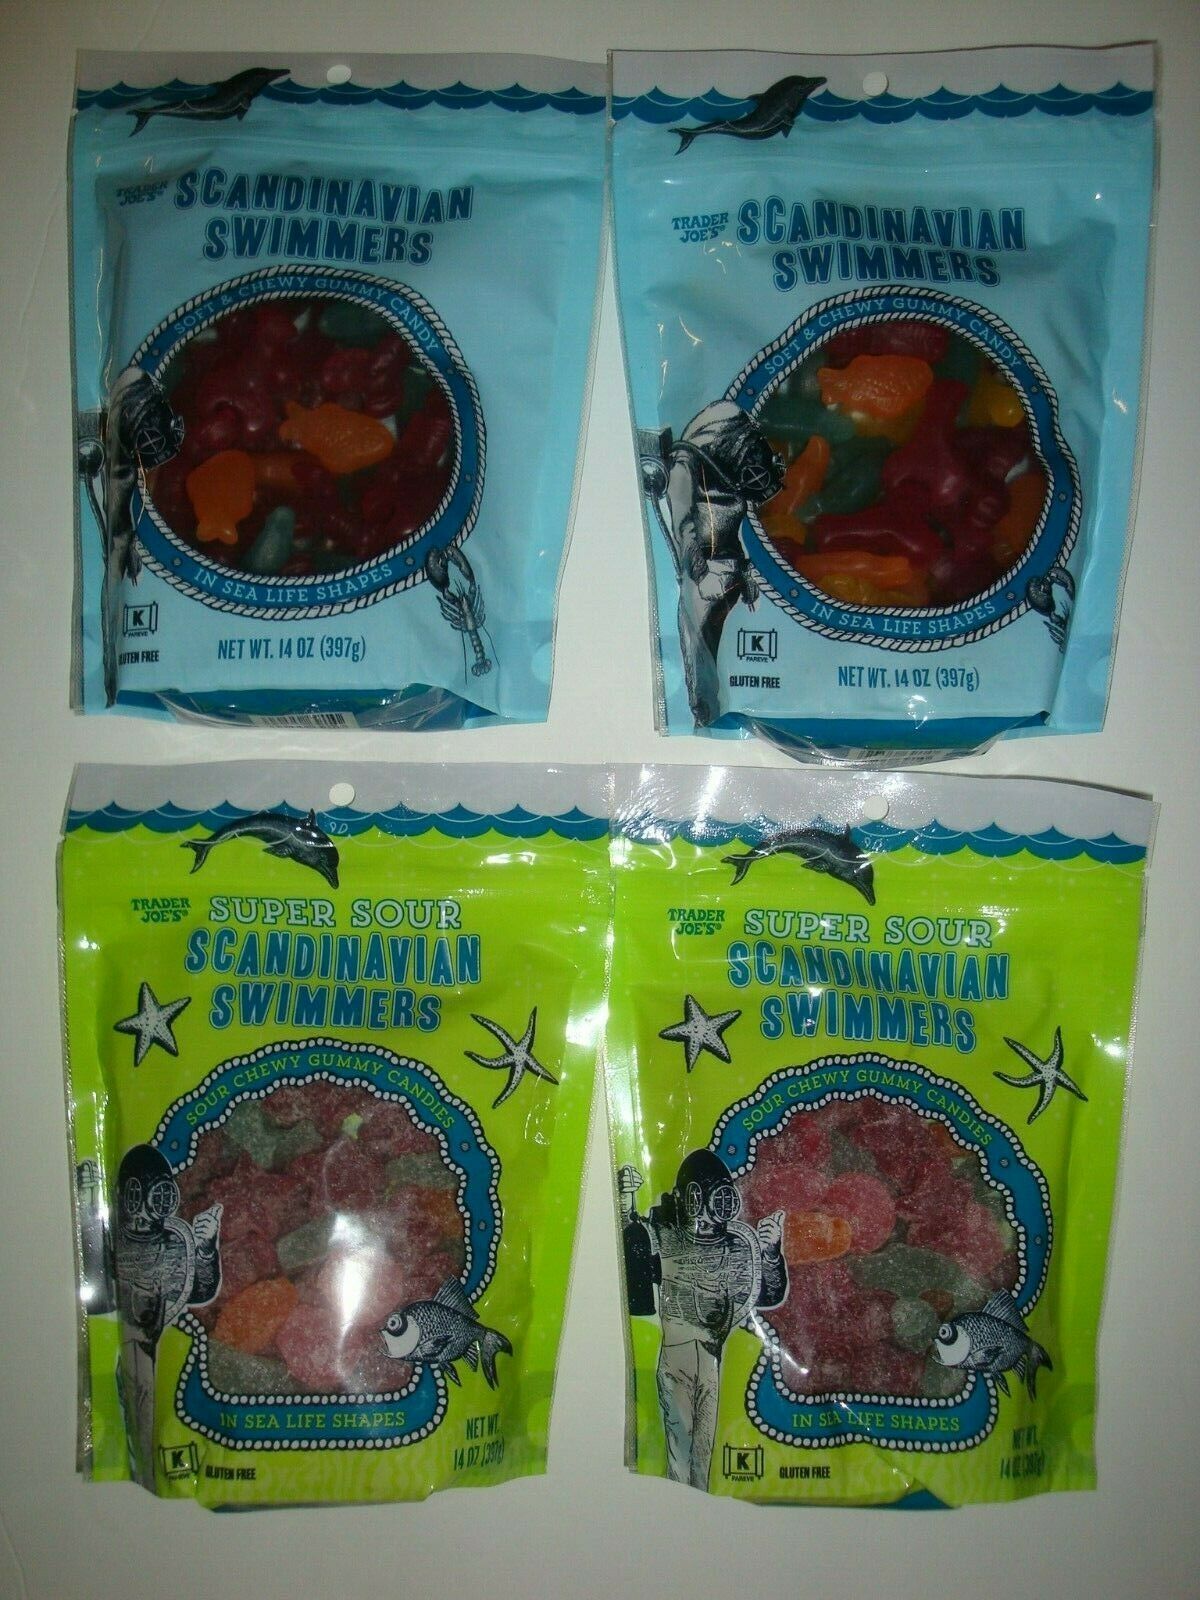 TRADER
JOE'S®
SCANDINAVIAN
SWIMMERS
SOFT & CHEWY GUMMY CANDY
IN SEA LIFE SHAPES
K
PAREVE
GLUTEN FREE
NET WT. 14 OZ (397g)
TRADER
JOE'S®
SCANDINAVIAN
SWIMMERS
SOFT & CHEWY GUMMY CANDY
IN SEA LIFE SHAPES
K
PAREVE
GLUTEN FREE
NET WT. 14 OZ (397g)
TRADER
JOE'S®
SUPER SOUR
SCANDINAVIAN
SWIMMERS
SOUR CHEWY GUMMY CANDIES
IN SEA LIFE SHAPES
NET WT.
14 OZ (397g)
K
PAREVE
GLUTEN FREE
TRADER
JOE'S®
SUPER SOUR
SCANDINAVIAN
SWIMMERS
SOUR CHEWY GUMMY CANDIES
IN SEA LIFE SHAPES
NET WT.
14 OZ (397g)
K
PAREVE
GLUTEN FREE